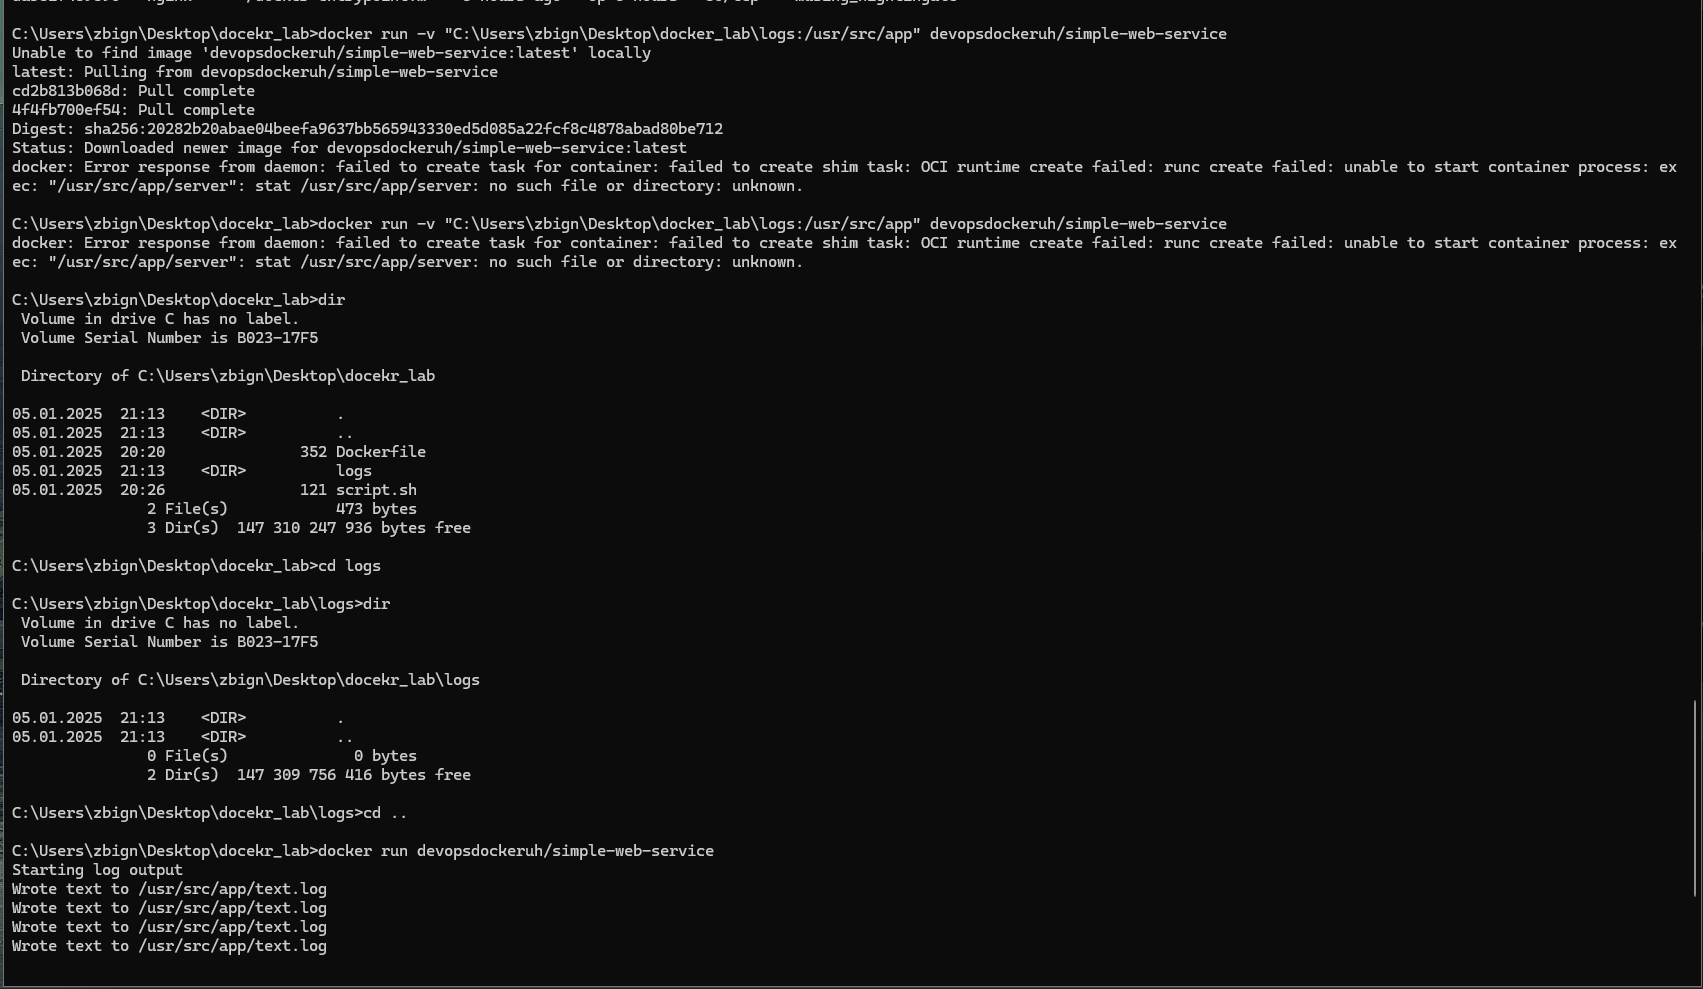 C:\Users\zbign\Desktop\docekr_lab>docker run -v "C:\Users\zbign\Desktop\docker_lab\logs:/usr/src/app" devopsdockeruh/simple-web-service
Unable to find image 'devopsdockeruh/simple-web-service:latest' locally
latest: Pulling from devopsdockeruh/simple-web-service
cd2b813b068d: Pull complete
4f4fb700ef54: Pull complete
Digest: sha256:20282b20abae04beefa9637bb565943330ed5d085a22fcf8c4878abad80be712
Status: Downloaded newer image for devopsdockeruh/simple-web-service:latest
docker: Error response from daemon: failed to create task for container: failed to create shim task: OCI runtime create failed: runc create failed: unable to start container process: ex
ec: "/usr/src/app/server": stat /usr/src/app/server: no such file or directory: unknown.
C:\Users\zbign\Desktop\docekr_lab>docker run -v "C:\Users\zbign\Desktop\docker_lab\logs:/usr/src/app" devopsdockeruh/simple-web-service
docker: Error response from daemon: failed to create task for container: failed to create shim task: OCI runtime create failed: runc create failed: unable to start container process: ex
ec: "/usr/src/app/server": stat /usr/src/app/server: no such file or directory: unknown.
C:\Users\zbign\Desktop\docekr_lab>dir
Volume in drive C has no label.
Volume Serial Number is B023-17F5
Directory of C:\Users\zbign\Desktop\docekr_lab
05.01.2025  21:13    <DIR>          .
05.01.2025  21:13    <DIR>          ..
05.01.2025  20:20               352 Dockerfile
05.01.2025  21:13    <DIR>          logs
05.01.2025  20:26               121 script.sh
2 File(s)            473 bytes
3 Dir(s)  147 310 247 936 bytes free
C:\Users\zbign\Desktop\docekr_lab>cd logs
C:\Users\zbign\Desktop\docekr_lab\logs>dir
Volume in drive C has no label.
Volume Serial Number is B023-17F5
Directory of C:\Users\zbign\Desktop\docekr_lab\logs
05.01.2025  21:13    <DIR>          .
05.01.2025  21:13    <DIR>          ..
0 File(s)              0 bytes
2 Dir(s)  147 309 756 416 bytes free
C:\Users\zbign\Desktop\docekr_lab\logs>cd ..
C:\Users\zbign\Desktop\docekr_lab>docker run devopsdockeruh/simple-web-service
Starting log output
Wrote text to /usr/src/app/text.log
Wrote text to /usr/src/app/text.log
Wrote text to /usr/src/app/text.log
Wrote text to /usr/src/app/text.log